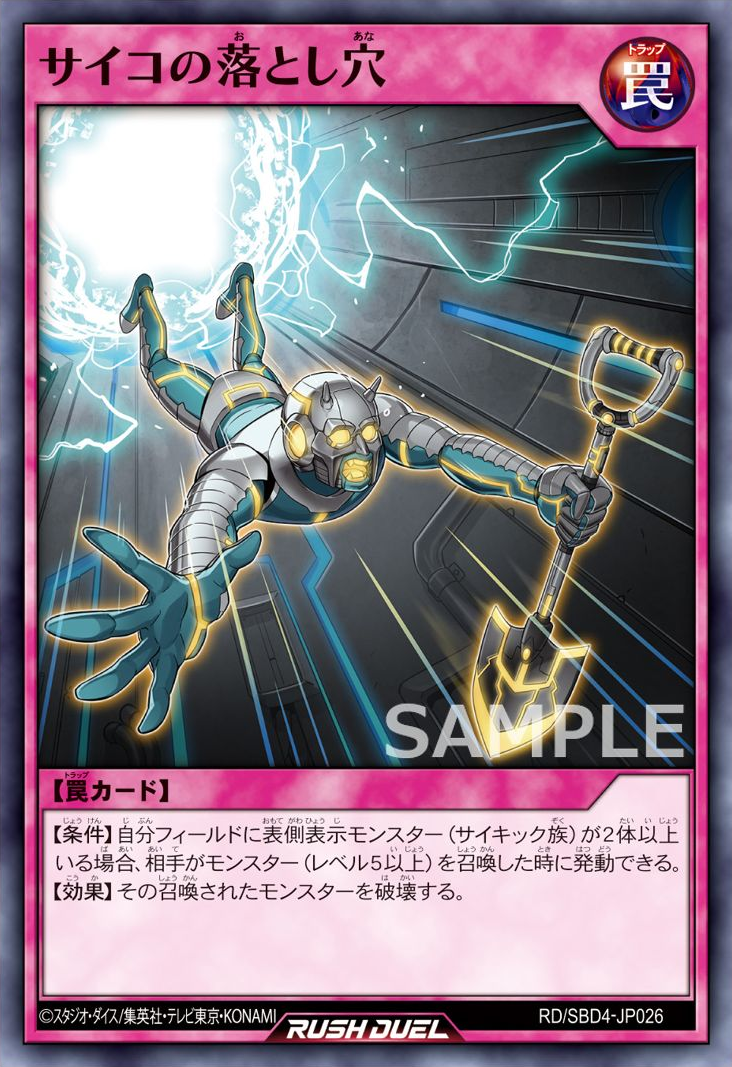 サイコの落とし穴
トラップ
罠
SAMPLE
【罠カード】
【条件】自分フィールドに表側表示モンスター（サイキック族）が2体以上
いる場合、相手がモンスター（レベル5以上）を召喚した時に発動できる。
【効果】その召喚されたモンスターを破壊する。
©スタジオ・ダイス/集英社・テレビ東京・KONAMI
RUSH DUEL
RD/SBD4-JP026